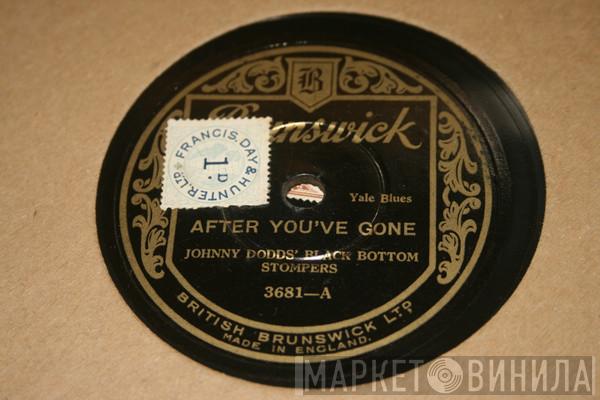 B
Brunswick
FRANCIS, DAY & HUNTER. LTD.
1.D
Yale Blues
AFTER YOU'VE GONE
JOHNNY DODDS' BLACK BOTTOM
STOMPERS
3681—A
BRITISH BRUNSWICK LTD
MADE IN ENGLAND.
МАРКЕТ ВИНИЛА